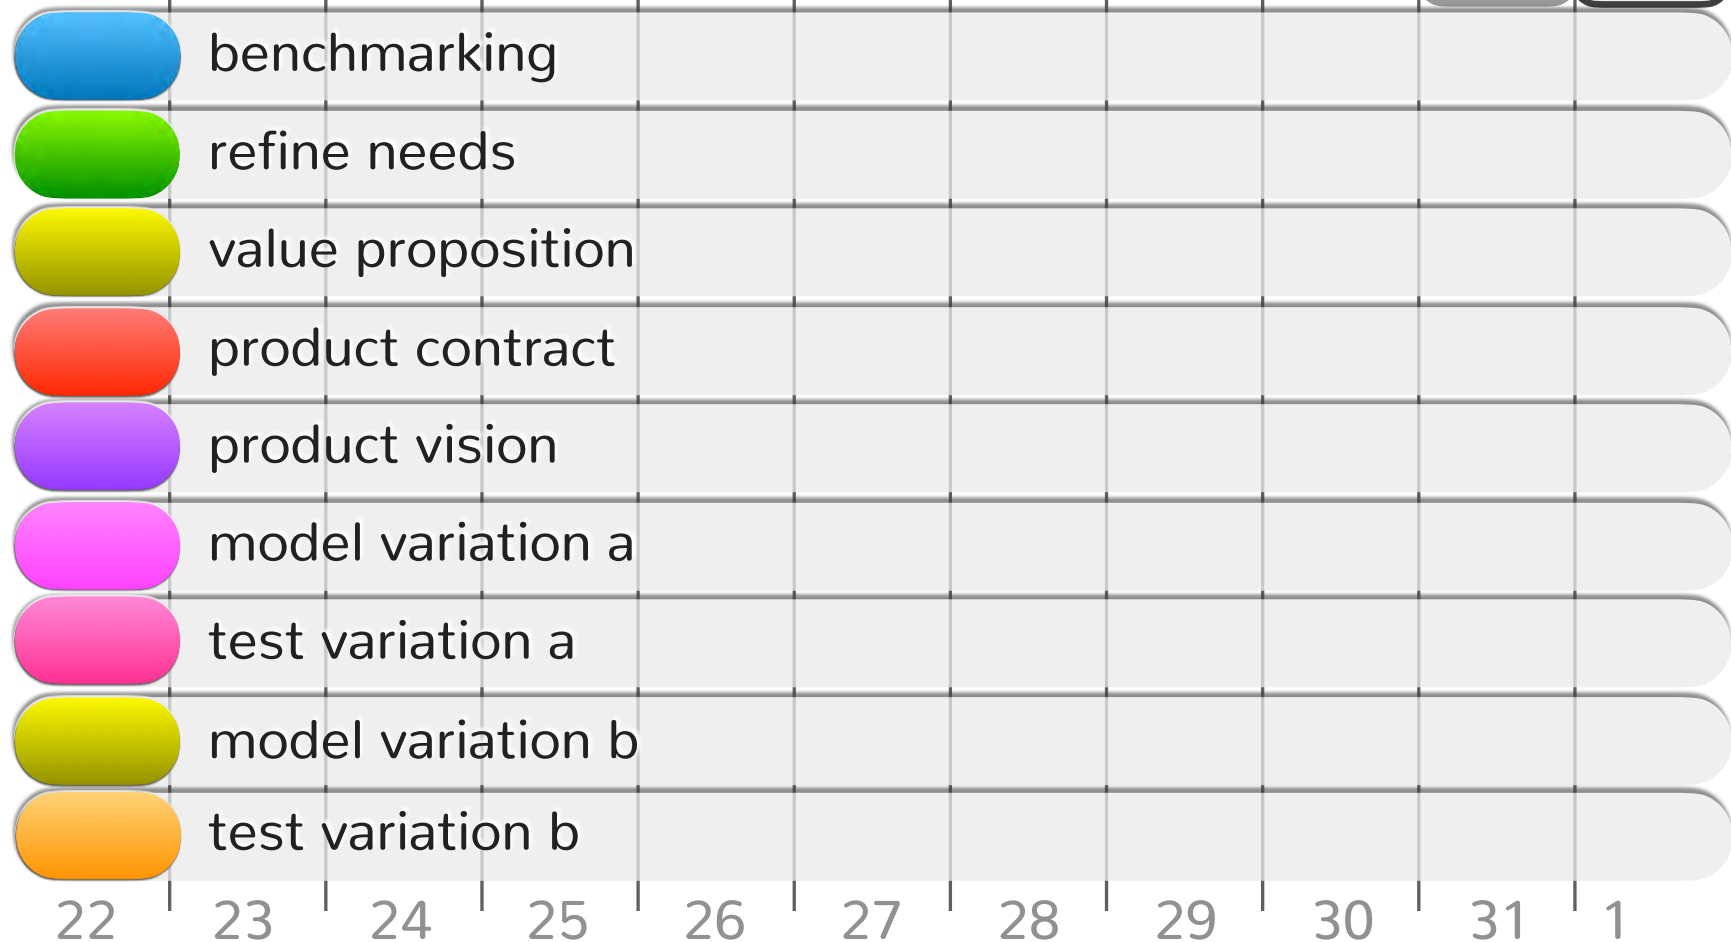 benchmarking
refine needs
value proposition
product contract
product vision
model variation a
test variation a
model variation b
test variation b
22 23 24 25 26 27 28 29 30 31 1